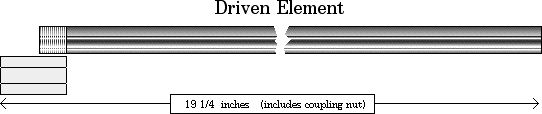 Driven Element
19 1/4 inches (includes coupling nut)